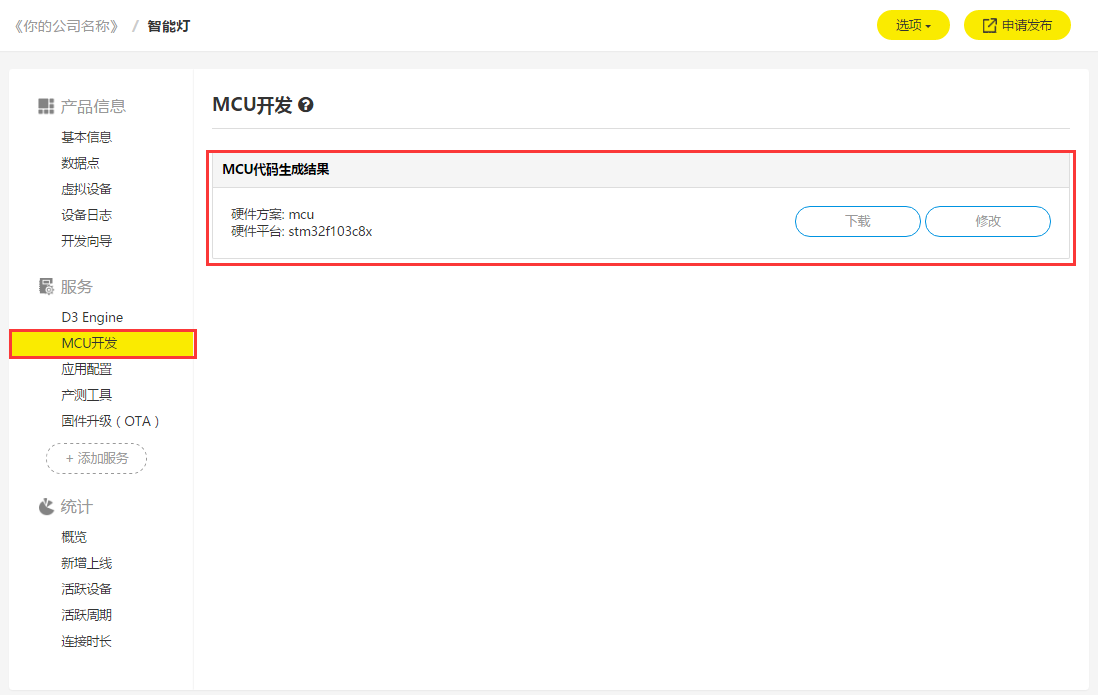 《你的公司名称》 / 智能灯
选项
申请发布
产品信息
基本信息
数据点
虚拟设备
设备日志
开发向导
服务
D3 Engine
MCU开发
应用配置
产测工具
固件升级（OTA）
+ 添加服务
统计
概览
新增上线
活跃设备
活跃周期
连接时长
MCU开发 ?
MCU代码生成结果
硬件方案: mcu
硬件平台: stm32f103c8x
下载
修改